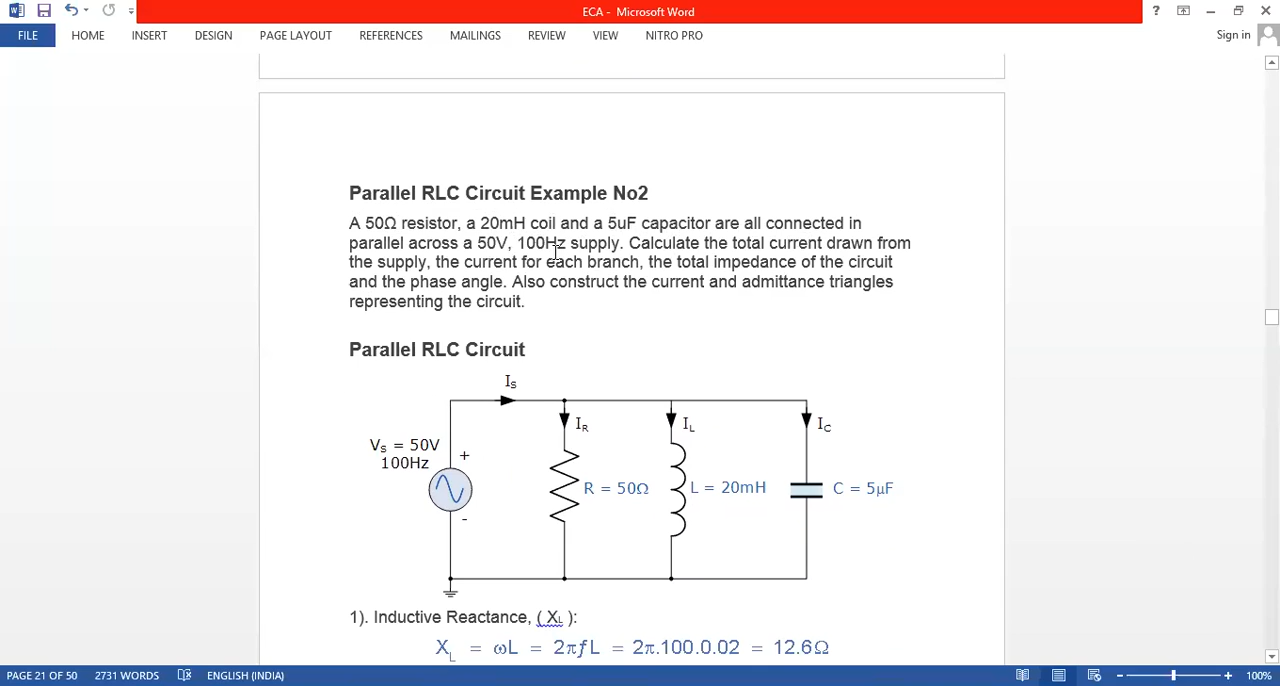 ECA - Microsoft Word
?
FILE HOME INSERT DESIGN PAGE LAYOUT REFERENCES MAILINGS REVIEW VIEW NITRO PRO Sign in
Parallel RLC Circuit Example No2
A 50Ω resistor, a 20mH coil and a 5uF capacitor are all connected in
parallel across a 50V, 100Hz supply. Calculate the total current drawn from
the supply, the current for each branch, the total impedance of the circuit
and the phase angle. Also construct the current and admittance triangles
representing the circuit.
Parallel RLC Circuit
IS
IR IL IC
VS = 50V
100Hz
+
R = 50Ω L = 20mH C = 5µF
-
1). Inductive Reactance, ( XL ):
XL = ωL = 2πƒL = 2π.100.0.02 = 12.6Ω
PAGE 21 OF 50 2731 WORDS ENGLISH (INDIA) - + 100%